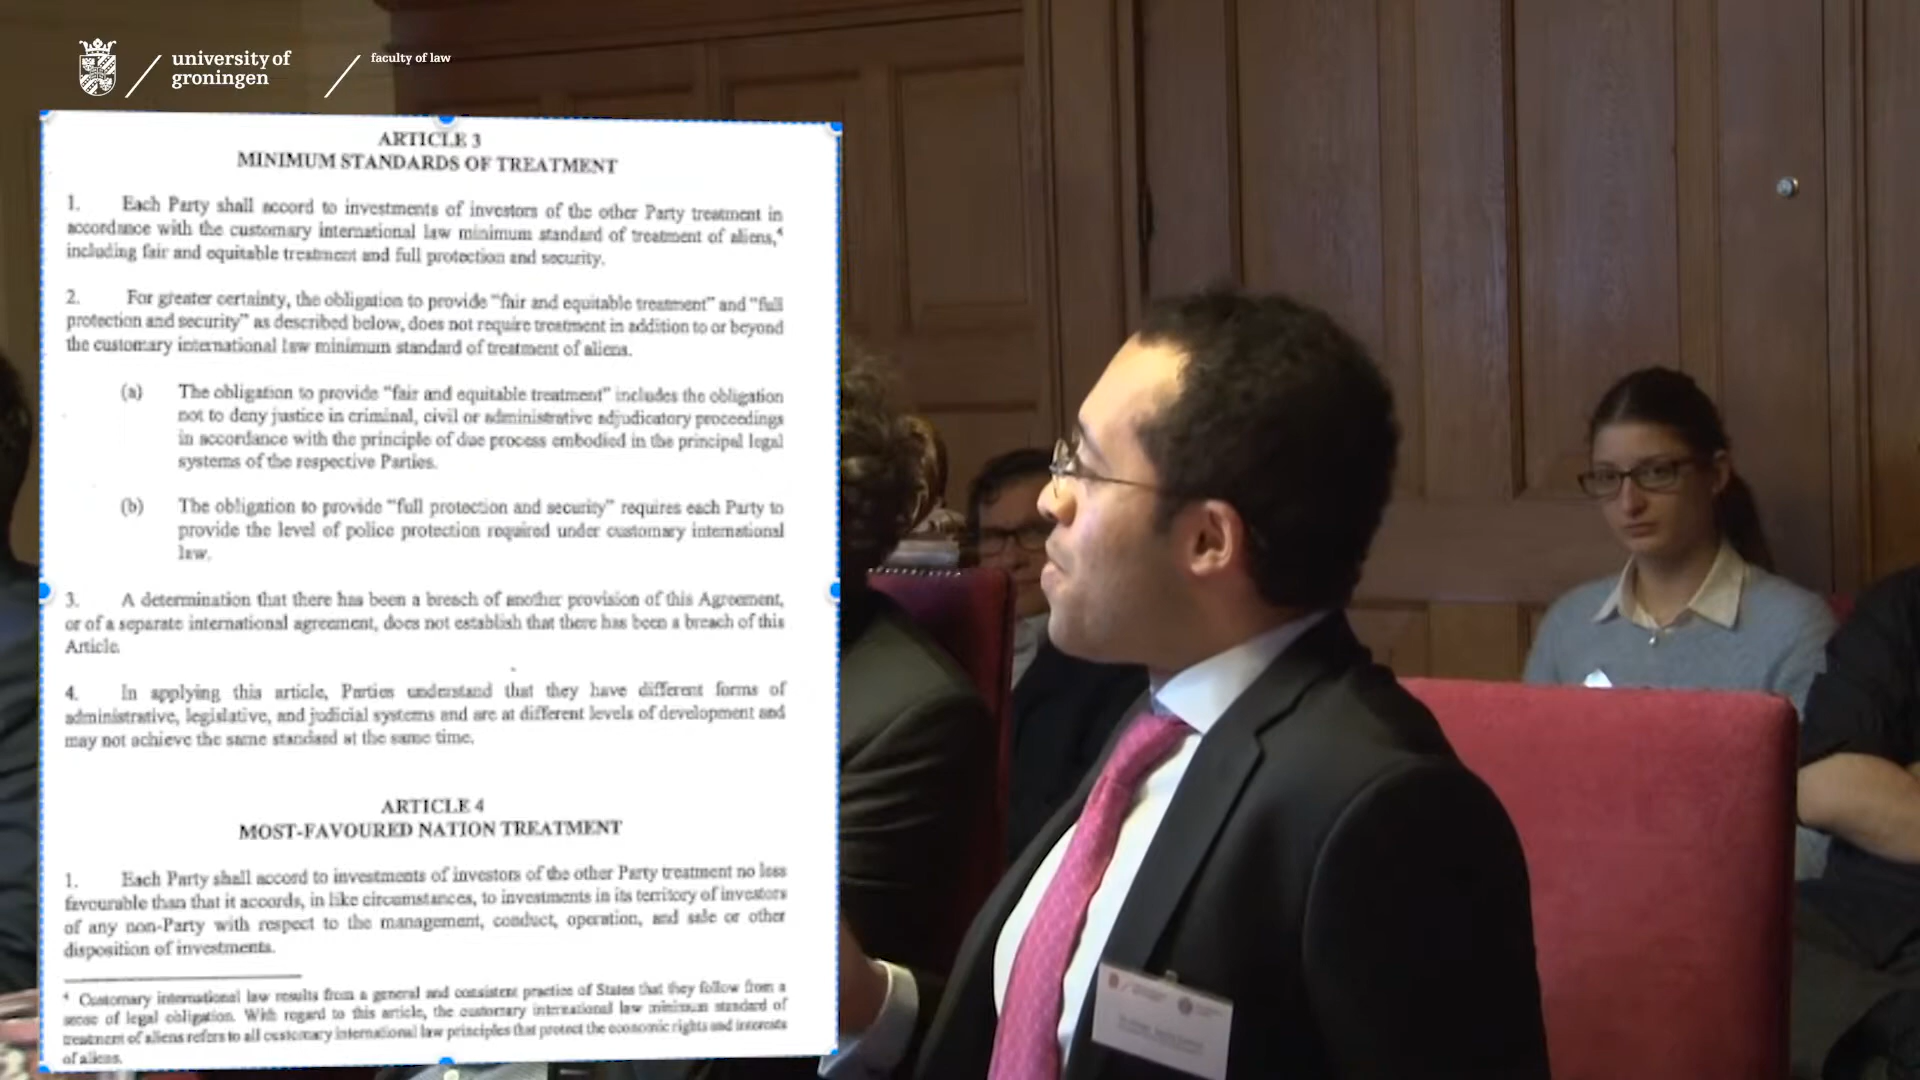 university of
groningen
faculty of law
ARTICLE 3
MINIMUM STANDARDS OF TREATMENT
1. Each Party shall accord to investments of investors of the other Party treatment in
accordance with the customary international law minimum standard of treatment of aliens,⁴
including fair and equitable treatment and full protection and security.
2. For greater certainty, the obligation to provide "fair and equitable treatment" and "full
protection and security" as described below, does not require treatment in addition to or beyond
the customary international law minimum standard of treatment of aliens.
(a) The obligation to provide "fair and equitable treatment" includes the obligation
not to deny justice in criminal, civil or administrative adjudicatory proceedings
in accordance with the principle of due process embodied in the principal legal
systems of the respective Parties.
(b) The obligation to provide "full protection and security" requires each Party to
provide the level of police protection required under customary international
law.
3. A determination that there has been a breach of another provision of this Agreement,
or of a separate international agreement, does not establish that there has been a breach of this
Article.
4. In applying this article, Parties understand that they have different forms of
administrative, legislative, and judicial systems and are at different levels of development and
may not achieve the same standard at the same time.
ARTICLE 4
MOST-FAVOURED NATION TREATMENT
1. Each Party shall accord to investments of investors of the other Party treatment no less
favourable than that it accords, in like circumstances, to investments in its territory of investors
of any non-Party with respect to the management, conduct, operation, and sale or other
disposition of investments.
⁴ Customary international law results from a general and consistent practice of States that they follow from a
sense of legal obligation. With regard to this article, the customary international law minimum standard of
treatment of aliens refers to all customary international law principles that protect the economic rights and interests
of aliens.